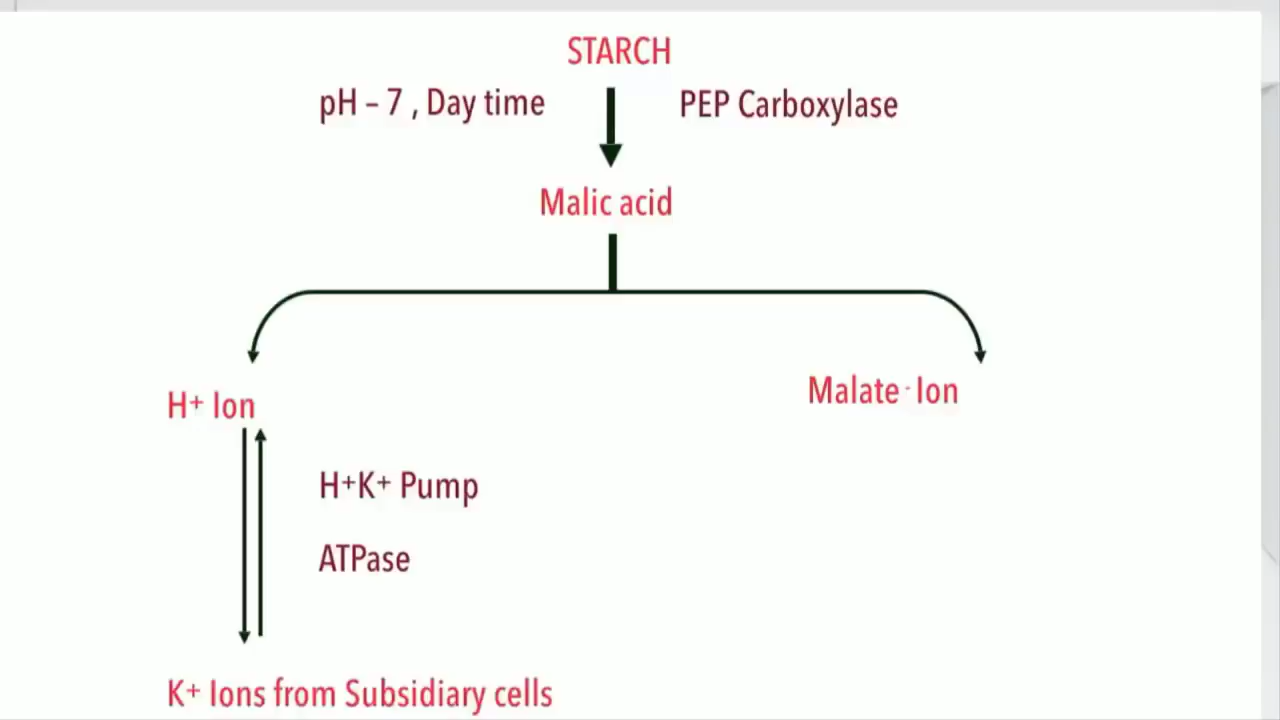 STARCH
pH – 7 , Day time
PEP Carboxylase
Malic acid
H⁺ Ion
Malate - Ion
H⁺K⁺ Pump
ATPase
K⁺ Ions from Subsidiary cells